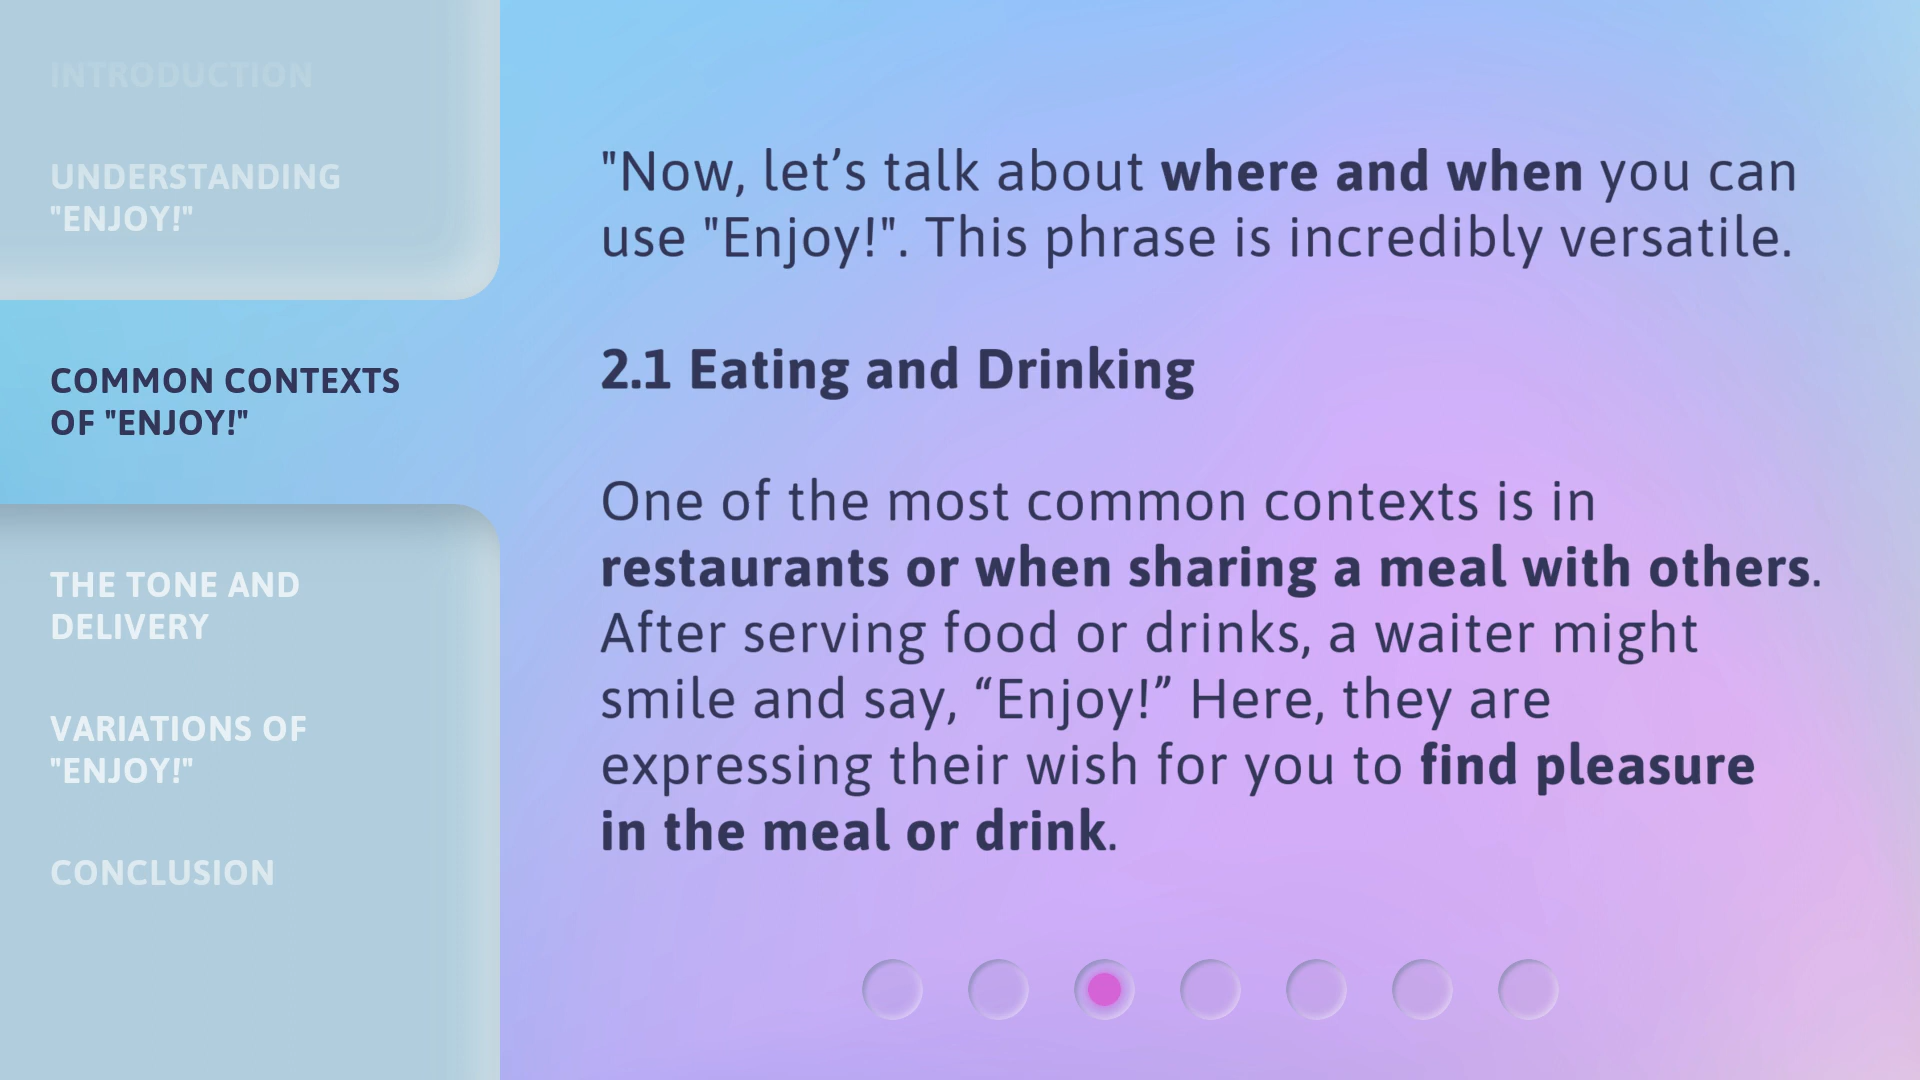 INTRODUCTION
UNDERSTANDING
"ENJOY!"
COMMON CONTEXTS
OF "ENJOY!"
THE TONE AND
DELIVERY
VARIATIONS OF
"ENJOY!"
CONCLUSION
"Now, let’s talk about where and when you can
use "Enjoy!". This phrase is incredibly versatile.
2.1 Eating and Drinking
One of the most common contexts is in
restaurants or when sharing a meal with others.
After serving food or drinks, a waiter might
smile and say, “Enjoy!” Here, they are
expressing their wish for you to find pleasure
in the meal or drink.